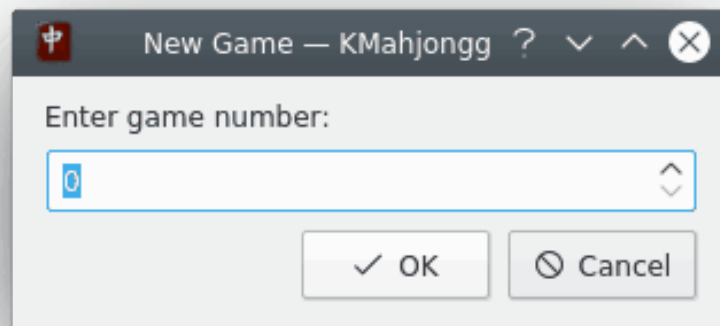 中
New Game — KMahjongg ?
Enter game number:
0
OK
Cancel